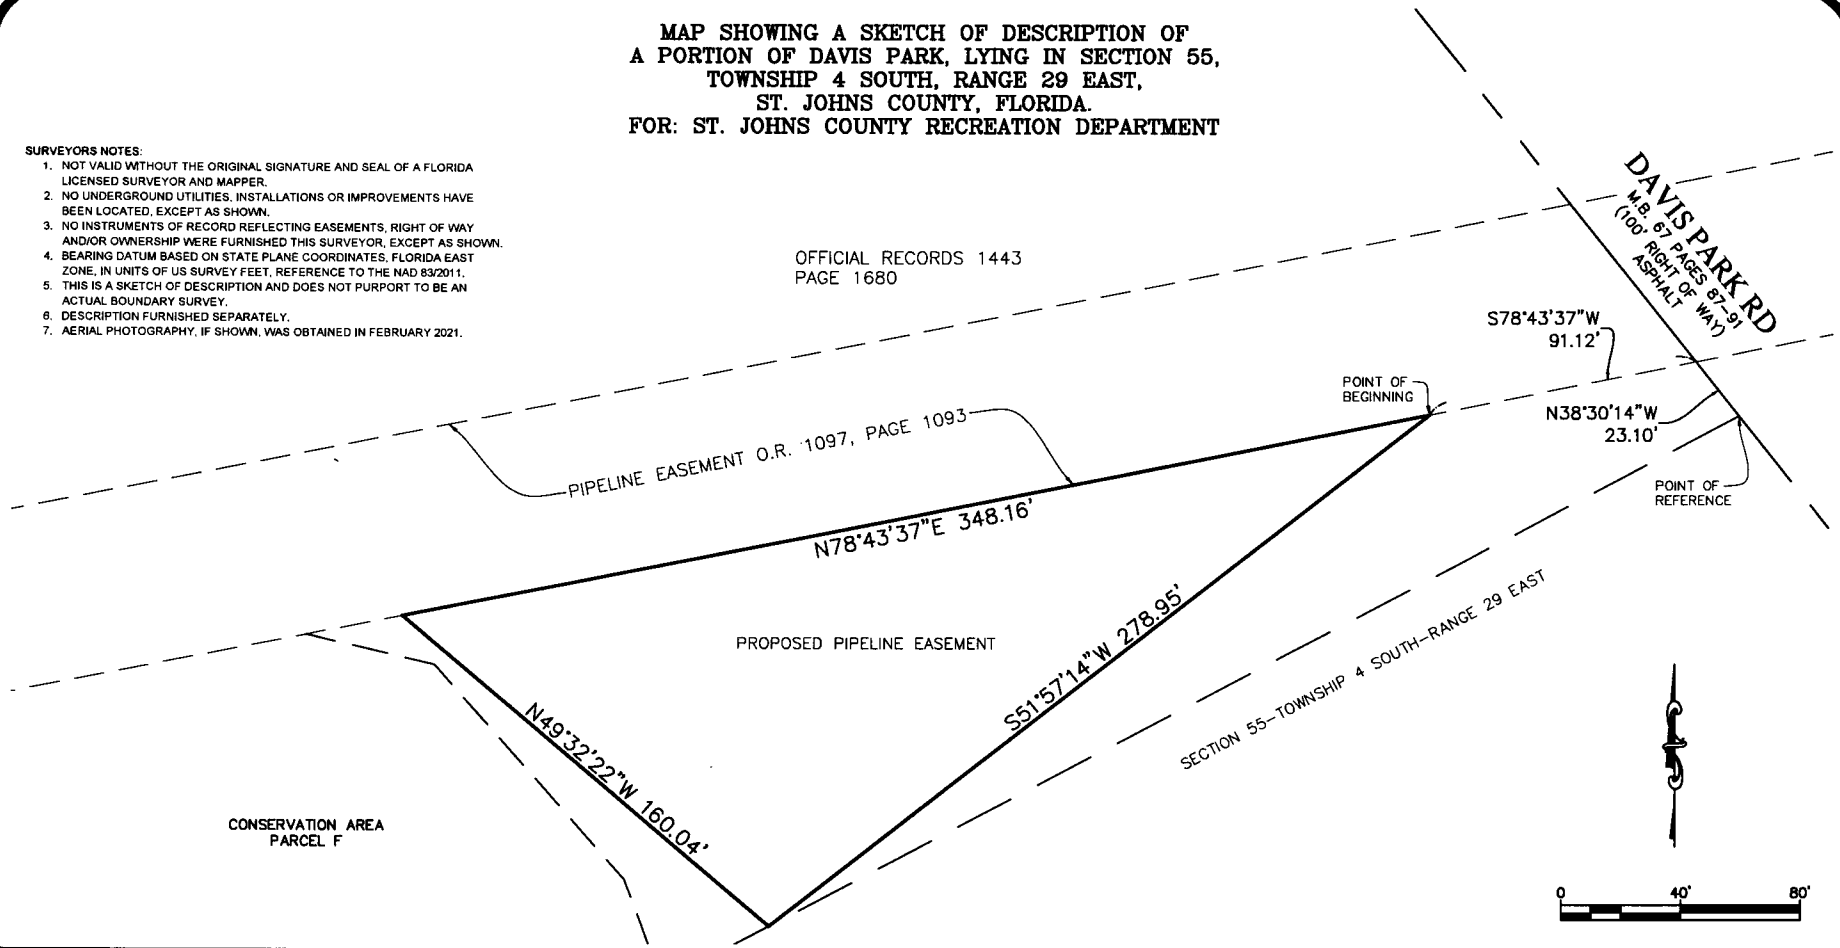 MAP SHOWING A SKETCH OF DESCRIPTION OF
A PORTION OF DAVIS PARK, LYING IN SECTION 55,
TOWNSHIP 4 SOUTH, RANGE 29 EAST,
ST. JOHNS COUNTY, FLORIDA.
FOR: ST. JOHNS COUNTY RECREATION DEPARTMENT
SURVEYORS NOTES:
1. NOT VALID WITHOUT THE ORIGINAL SIGNATURE AND SEAL OF A FLORIDA
LICENSED SURVEYOR AND MAPPER.
2. NO UNDERGROUND UTILITIES, INSTALLATIONS OR IMPROVEMENTS HAVE
BEEN LOCATED, EXCEPT AS SHOWN.
3. NO INSTRUMENTS OF RECORD REFLECTING EASEMENTS, RIGHT OF WAY
AND/OR OWNERSHIP WERE FURNISHED THIS SURVEYOR, EXCEPT AS SHOWN.
4. BEARING DATUM BASED ON STATE PLANE COORDINATES, FLORIDA EAST
ZONE, IN UNITS OF US SURVEY FEET, REFERENCE TO THE NAD 83/2011.
5. THIS IS A SKETCH OF DESCRIPTION AND DOES NOT PURPORT TO BE AN
ACTUAL BOUNDARY SURVEY.
6. DESCRIPTION FURNISHED SEPARATELY.
7. AERIAL PHOTOGRAPHY, IF SHOWN, WAS OBTAINED IN FEBRUARY 2021.
OFFICIAL RECORDS 1443
PAGE 1680
DAVIS PARK RD
M.B. 67 PAGES 87-91
(100' RIGHT OF WAY)
ASPHALT
S78°43'37"W
91.12'
POINT OF
BEGINNING
N38°30'14"W
23.10'
POINT OF
REFERENCE
PIPELINE EASEMENT O.R. 1097, PAGE 1093
N78°43'37"E 348.16'
PROPOSED PIPELINE EASEMENT
S51°57'14"W 278.95'
SECTION 55-TOWNSHIP 4 SOUTH-RANGE 29 EAST
N49°32'22"W 160.04'
CONSERVATION AREA
PARCEL F
0 40' 80'